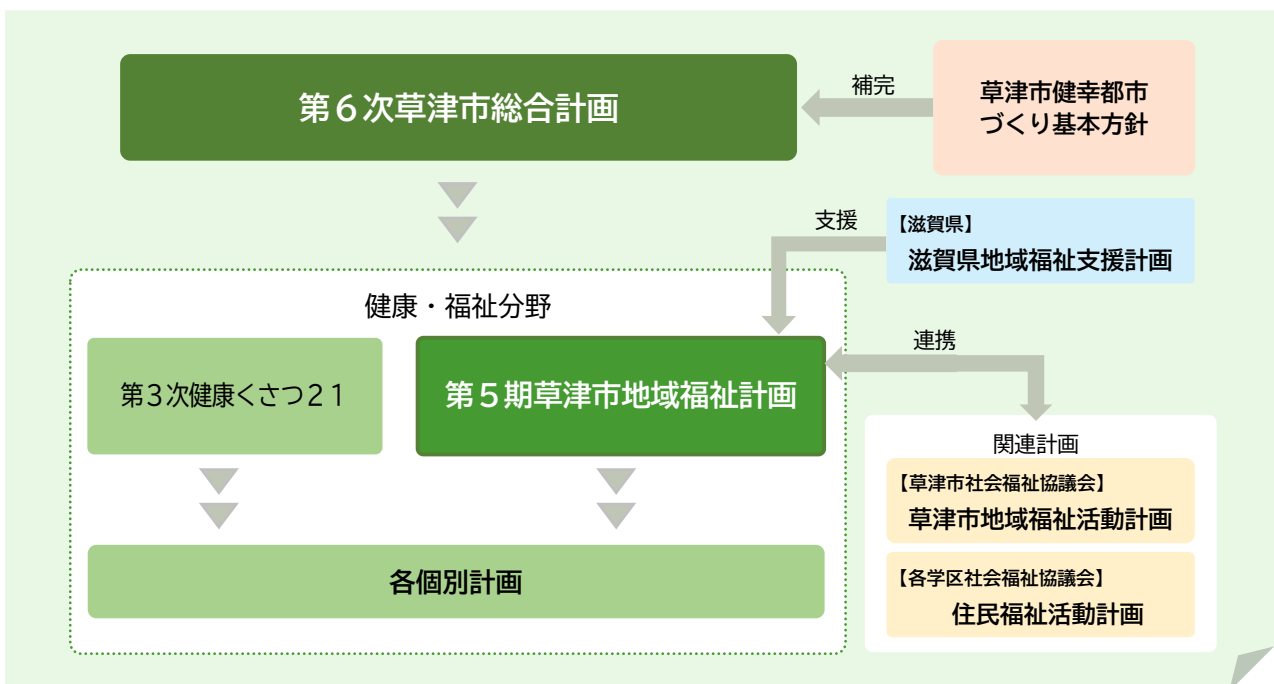 第６次草津市総合計画
補完
草津市健幸都市
づくり基本方針
支援
【滋賀県】
滋賀県地域福祉支援計画
健康・福祉分野
第３次健康くさつ２１
第５期草津市地域福祉計画
連携
関連計画
【草津市社会福祉協議会】
草津市地域福祉活動計画
【各学区社会福祉協議会】
住民福祉活動計画
各個別計画